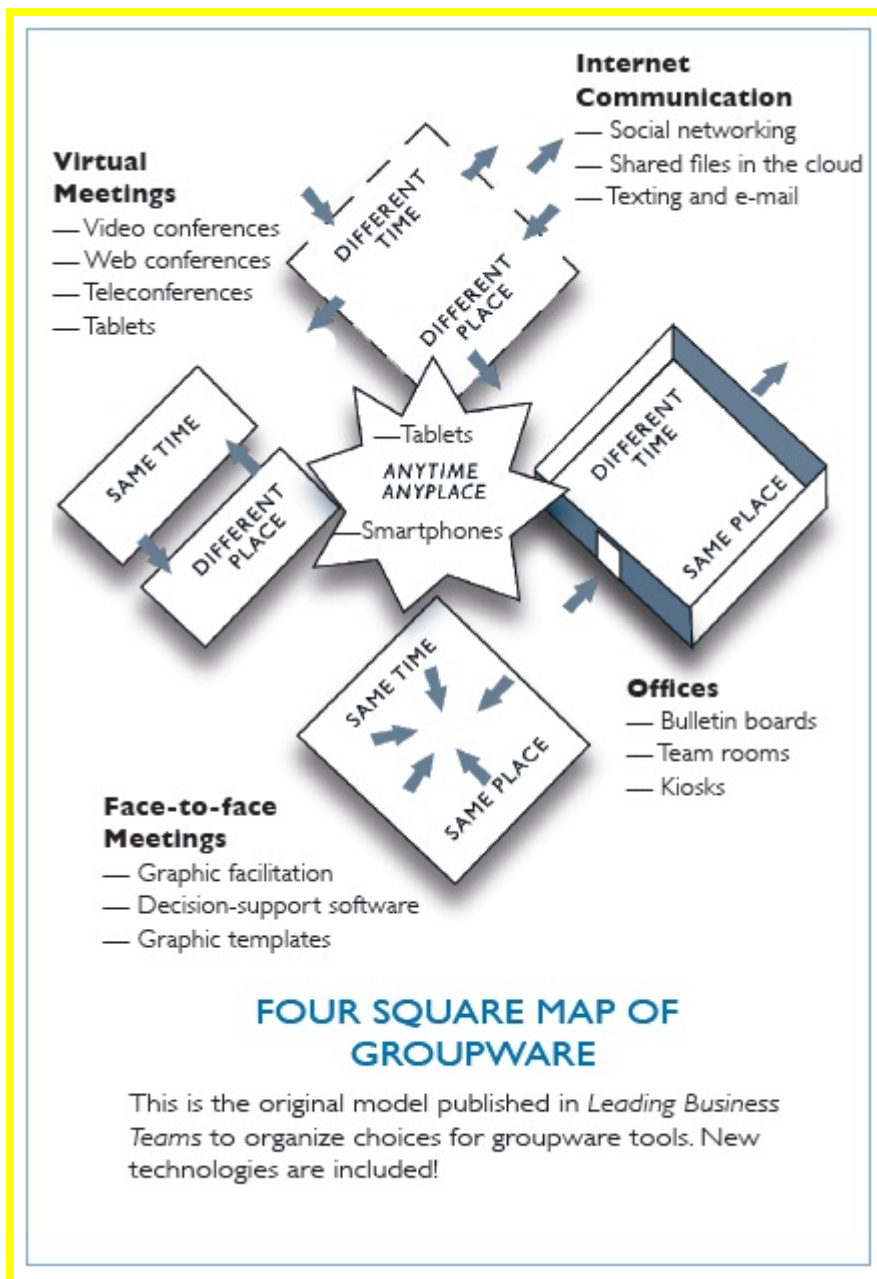 Internet
Communication
— Social networking
— Shared files in the cloud
— Texting and e-mail
Virtual
Meetings
— Video conferences
— Web conferences
— Teleconferences
— Tablets
DIFFERENT
TIME
DIFFERENT
PLACE
SAME TIME
DIFFERENT
PLACE
—Tablets
ANYTIME
ANYPLACE
—Smartphones
DIFFERENT
TIME
SAME PLACE
SAME TIME
SAME PLACE
Offices
— Bulletin boards
— Team rooms
— Kiosks
Face-to-face
Meetings
— Graphic facilitation
— Decision-support software
— Graphic templates
FOUR SQUARE MAP OF
GROUPWARE
This is the original model published in Leading Business
Teams to organize choices for groupware tools. New
technologies are included!